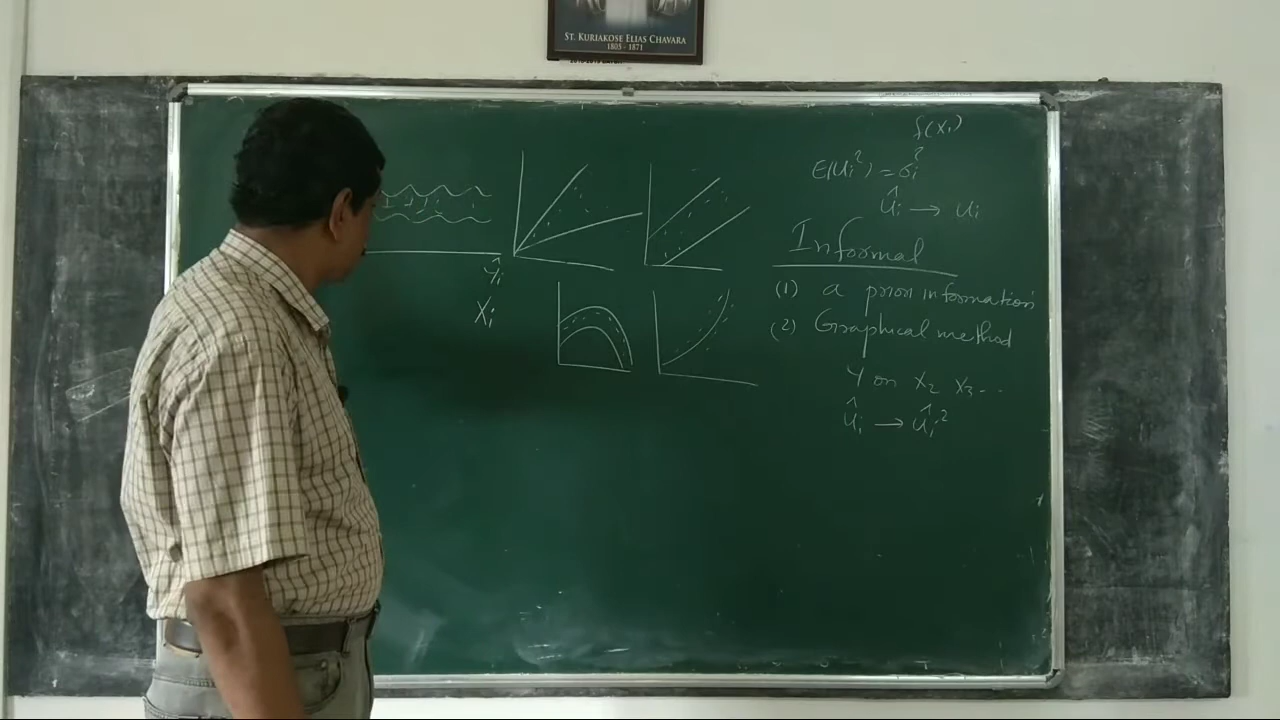 ST. KURIAKOSE ELIAS CHAVARA
1805 - 1871
Ŷi
Xi
f(Xi)
E(Ui²) = σi²
Ûi → Ui
Informal
(1) a priori information
(2) Graphical method
Y on X2 X3 - -
Ûi → Ûi²